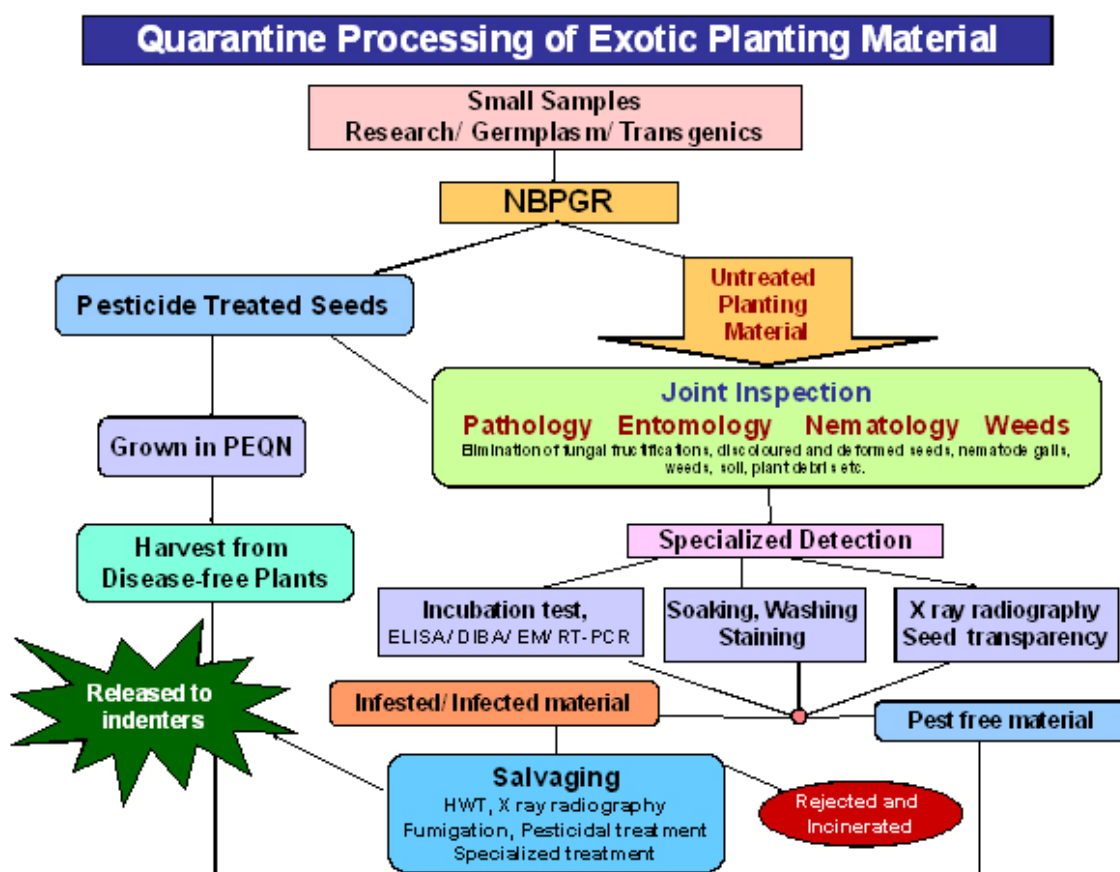 Quarantine Processing of Exotic Planting Material
Small Samples
Research/ Germplasm/ Transgenics
NBPGR
Pesticide Treated Seeds
Untreated
Planting
Material
Joint Inspection
Pathology Entomology Nematology Weeds
Elimination of fungal fructifications, discoloured and deformed seeds, nematode galls,
weeds, soil, plant debris etc.
Grown in PEQN
Harvest from
Disease-free Plants
Specialized Detection
Incubation test,
ELISA/ DIBA/ EM/ RT-PCR
Soaking, Washing
Staining
X ray radiography
Seed transparency
Released to
indenters
Infested/ Infected material
Pest free material
Salvaging
HWT, X ray radiography
Fumigation, Pesticidal treatment
Specialized treatment
Rejected and
Incinerated